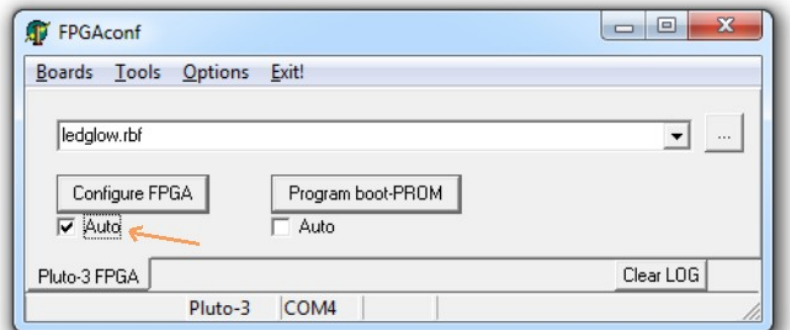 FPGAconf
Boards Tools Options Exit!
ledglow.rbf ...
Configure FPGA Program boot-PROM
Auto Auto
Pluto-3 FPGA Clear LOG
Pluto-3 COM4